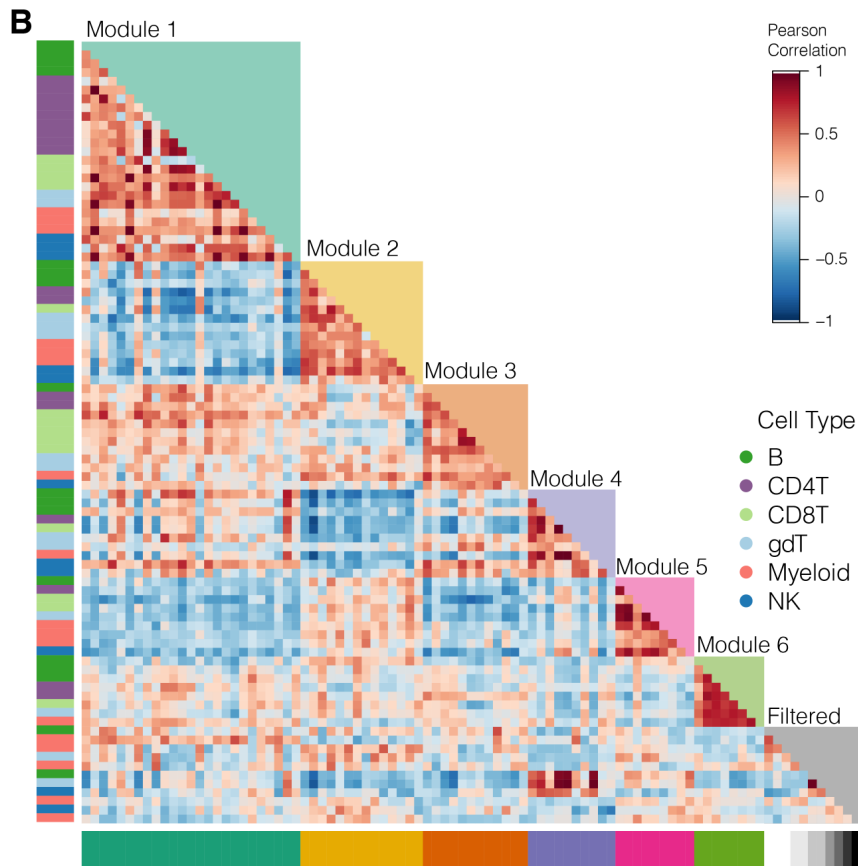 B
Module 1
Pearson
Correlation
1
0.5
0
−0.5
−1
Module 2
Module 3
Module 4
Module 5
Module 6
Filtered
Cell Type
B
CD4T
CD8T
gdT
Myeloid
NK